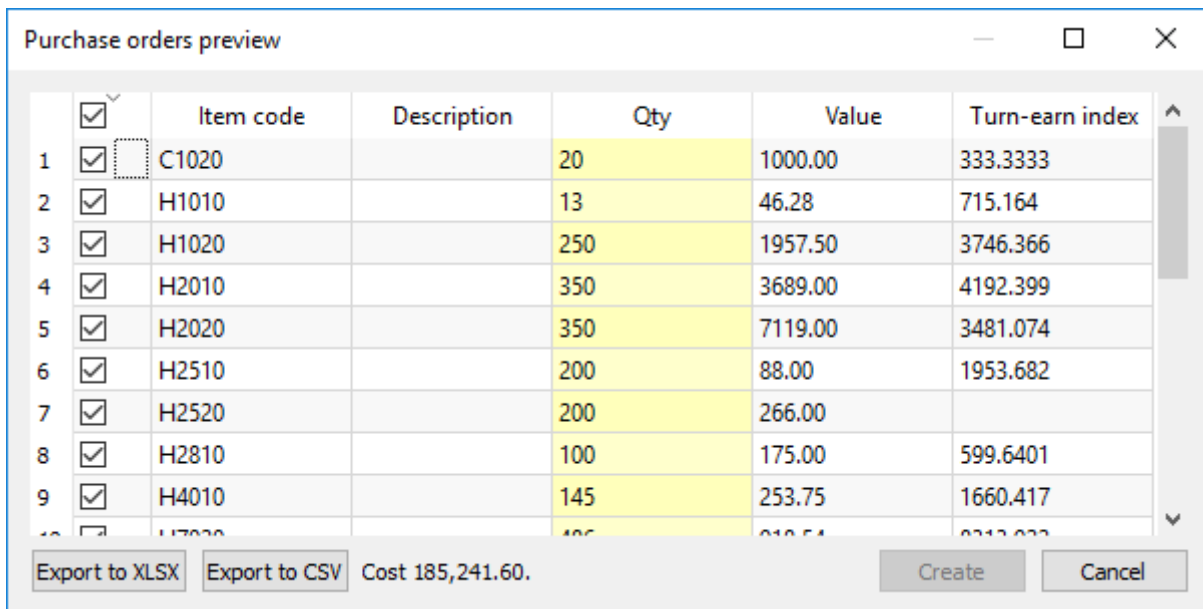 Purchase orders preview
Item code Description Qty Value Turn-earn index
1 C1020 20 1000.00 333.3333
2 H1010 13 46.28 715.164
3 H1020 250 1957.50 3746.366
4 H2010 350 3689.00 4192.399
5 H2020 350 7119.00 3481.074
6 H2510 200 88.00 1953.682
7 H2520 200 266.00
8 H2810 100 175.00 599.6401
9 H4010 145 253.75 1660.417
Export to XLSX Export to CSV Cost 185,241.60. Create Cancel